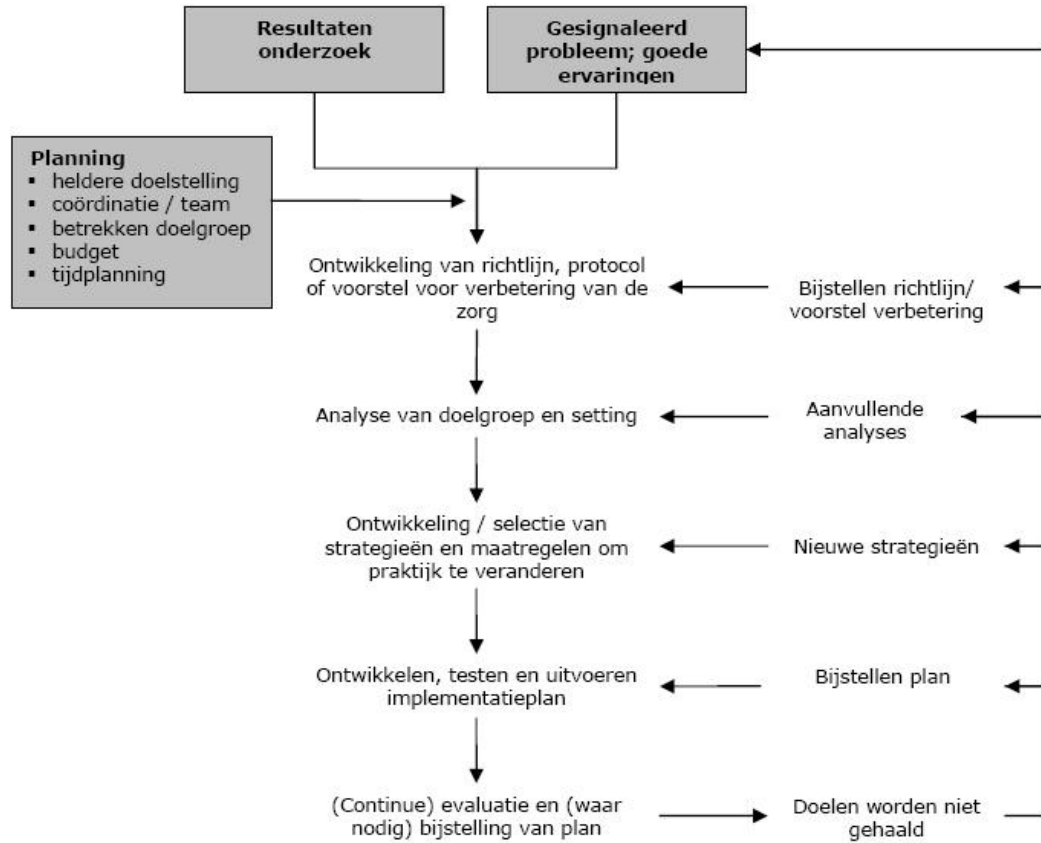 Resultaten
onderzoek
Gesignaleerd
probleem; goede
ervaringen
Planning
▪ heldere doelstelling
▪ coördinatie / team
▪ betrekken doelgroep
▪ budget
▪ tijdplanning
Ontwikkeling van richtlijn, protocol
of voorstel voor verbetering van de
zorg
Bijstellen richtlijn/
voorstel verbetering
Analyse van doelgroep en setting
Aanvullende
analyses
Ontwikkeling / selectie van
strategieën en maatregelen om
praktijk te veranderen
Nieuwe strategieën
Ontwikkelen, testen en uitvoeren
implementatieplan
Bijstellen plan
(Continue) evaluatie en (waar
nodig) bijstelling van plan
Doelen worden niet
gehaald